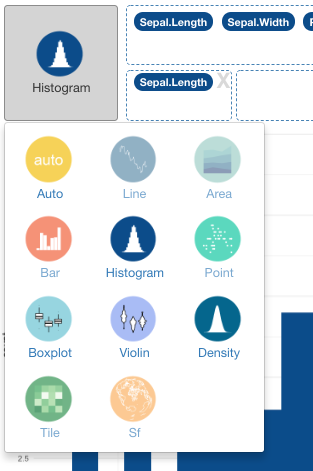 Sepal.Length Sepal.Width
Histogram
Sepal.Length X
auto
Auto Line Area
Bar Histogram Point
Boxplot Violin Density
Tile Sf
2.5